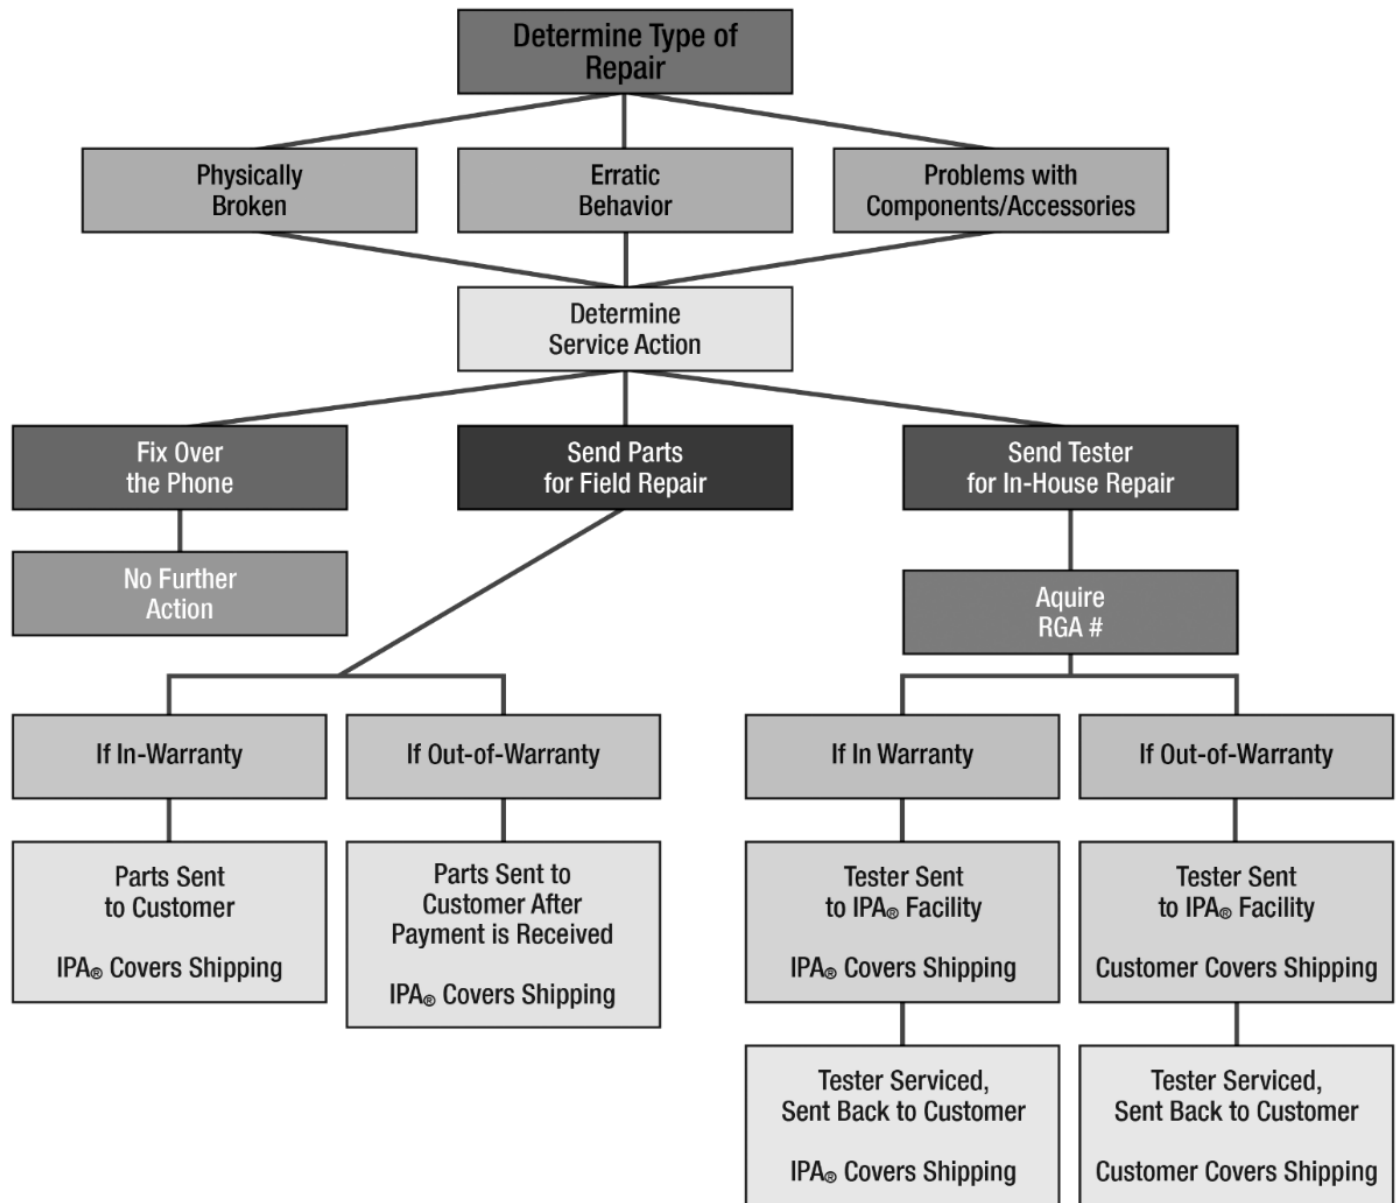 Determine Type of
Repair
Physically
Broken
Erratic
Behavior
Problems with
Components/Accessories
Determine
Service Action
Fix Over
the Phone
Send Parts
for Field Repair
Send Tester
for In-House Repair
No Further
Action
Aquire
RGA #
If In-Warranty
If Out-of-Warranty
If In Warranty
If Out-of-Warranty
Parts Sent
to Customer
IPA® Covers Shipping
Parts Sent to
Customer After
Payment is Received
IPA® Covers Shipping
Tester Sent
to IPA® Facility
IPA® Covers Shipping
Tester Sent
to IPA® Facility
Customer Covers Shipping
Tester Serviced,
Sent Back to Customer
IPA® Covers Shipping
Tester Serviced,
Sent Back to Customer
Customer Covers Shipping